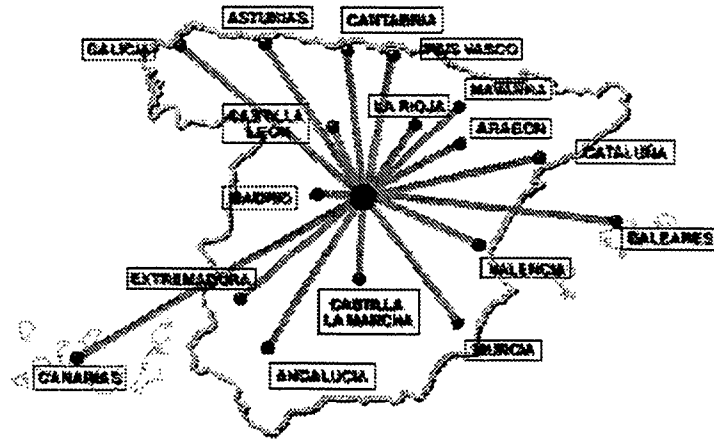 ASTURIAS
CANTABRIA
GALICIA
PAIS VASCO
NAVARRA
LA RIOJA
CASTILLA
LEON
ARAGON
CATALUÑA
MADRID
BALEARES
VALENCIA
EXTREMADURA
CASTILLA
LA MANCHA
MURCIA
CANARIAS
ANDALUCIA